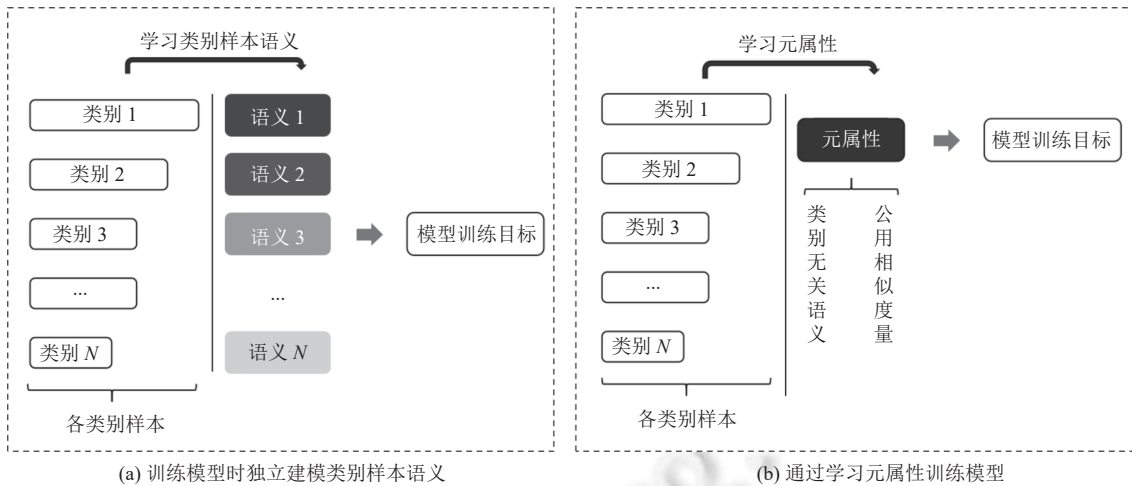 学习类别样本语义
类别 1
语义 1
类别 2
语义 2
类别 3
语义 3
模型训练目标
...
...
类别 N
语义 N
各类别样本
(a) 训练模型时独立建模类别样本语义
学习元属性
类别 1
元属性
模型训练目标
类别 2
类别 3
...
类别 N
类别无关语义
公用相似度量
各类别样本
(b) 通过学习元属性训练模型